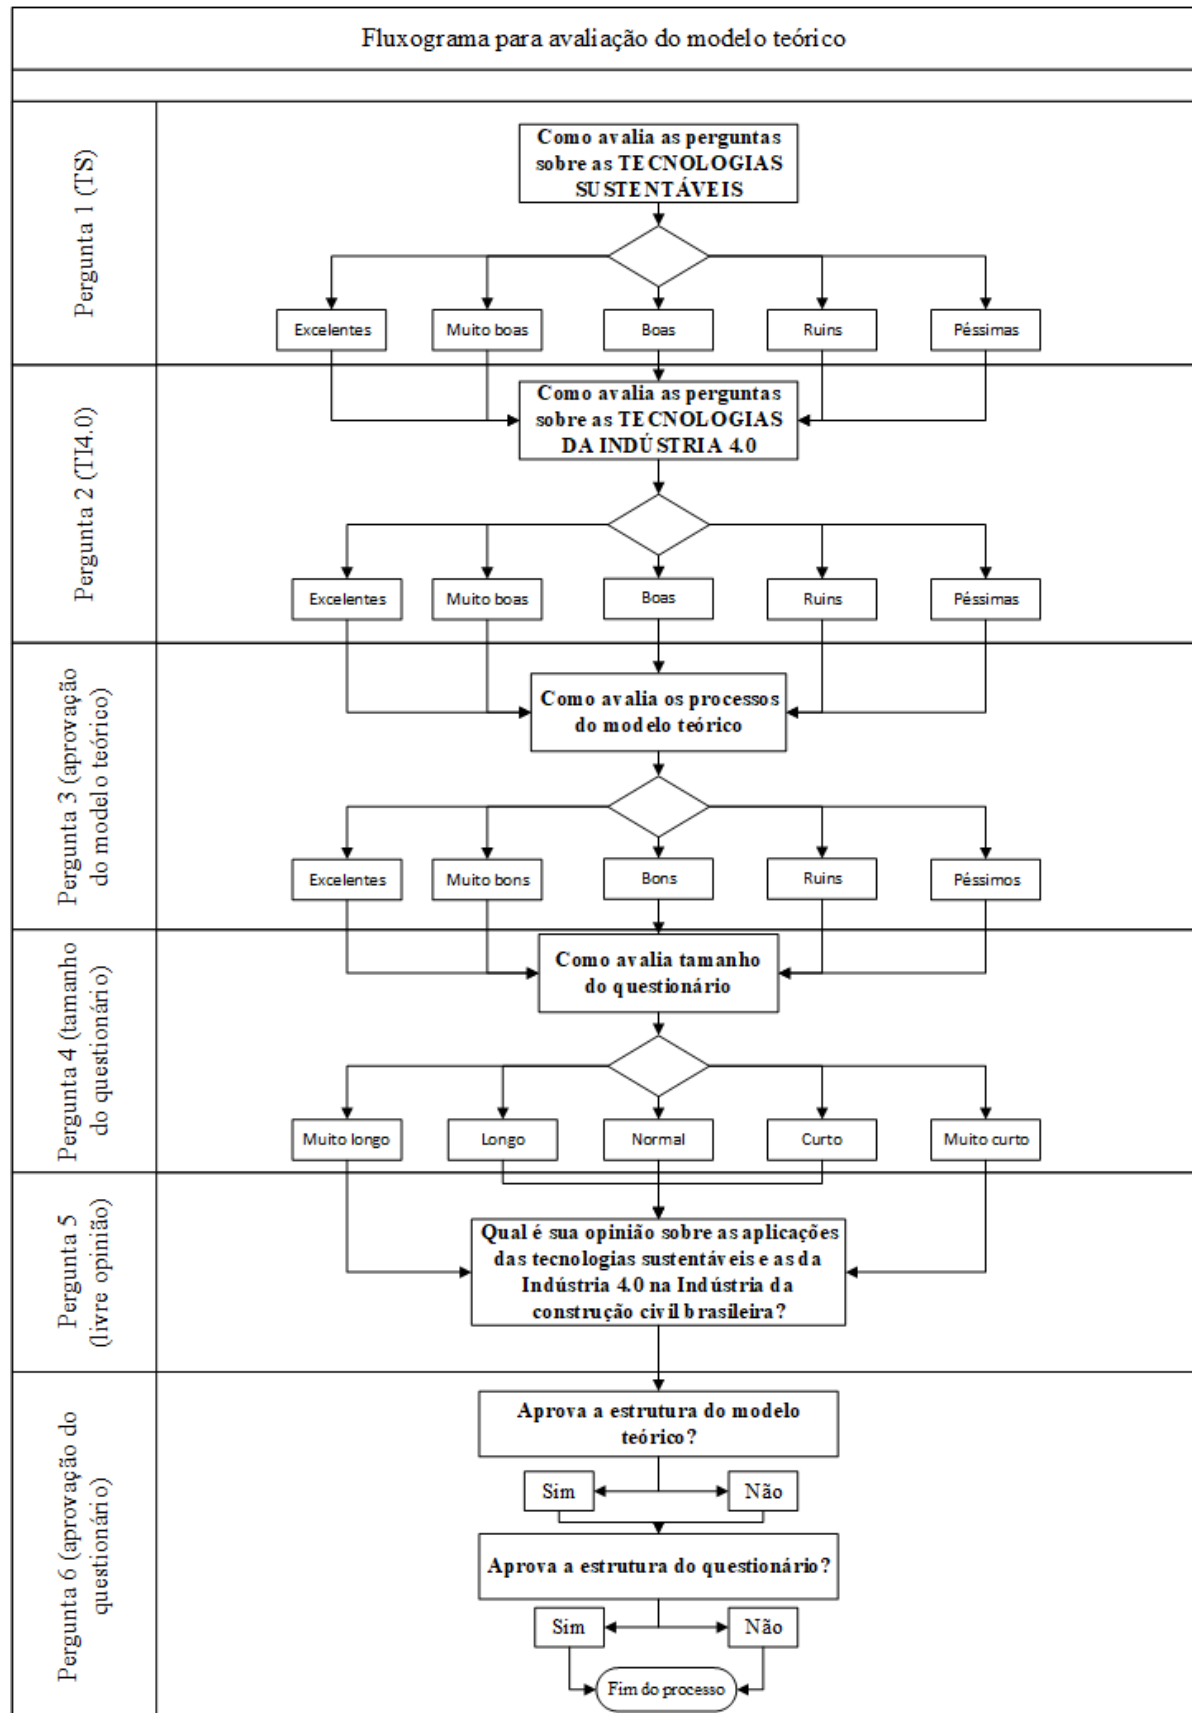 Fluxograma para avaliação do modelo teórico
Pergunta 1 (TS)
Como avalia as perguntas
sobre as TECNOLOGIAS
SUSTENTÁVEIS
Excelentes
Muito boas
Boas
Ruins
Péssimas
Pergunta 2 (TI4.0)
Como avalia as perguntas
sobre as TECNOLOGIAS
DA INDÚSTRIA 4.0
Excelentes
Muito boas
Boas
Ruins
Péssimas
Pergunta 3 (aprovação
do modelo teórico)
Como avalia os processos
do modelo teórico
Excelentes
Muito bons
Bons
Ruins
Péssimos
Pergunta 4 (tamanho
do questionário)
Como avalia tamanho
do questionário
Muito longo
Longo
Normal
Curto
Muito curto
Pergunta 5
(livre opinião)
Qual é sua opinião sobre as aplicações
das tecnologias sustentáveis e as da
Indústria 4.0 na Indústria da
construção civil brasileira?
Pergunta 6 (aprovação do
questionário)
Aprova a estrutura do modelo
teórico?
Sim
Não
Aprova a estrutura do questionário?
Sim
Não
Fim do processo